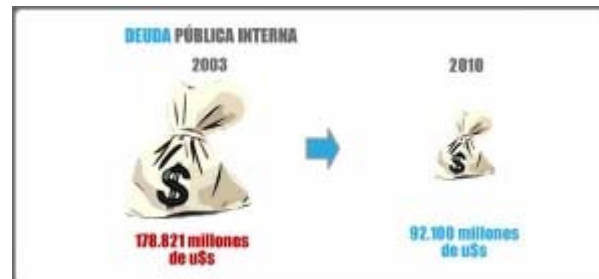 DEUDA PÚBLICA INTERNA
2003
2010
$
$
178.821 millones
de u$s
92.100 millones
de u$s